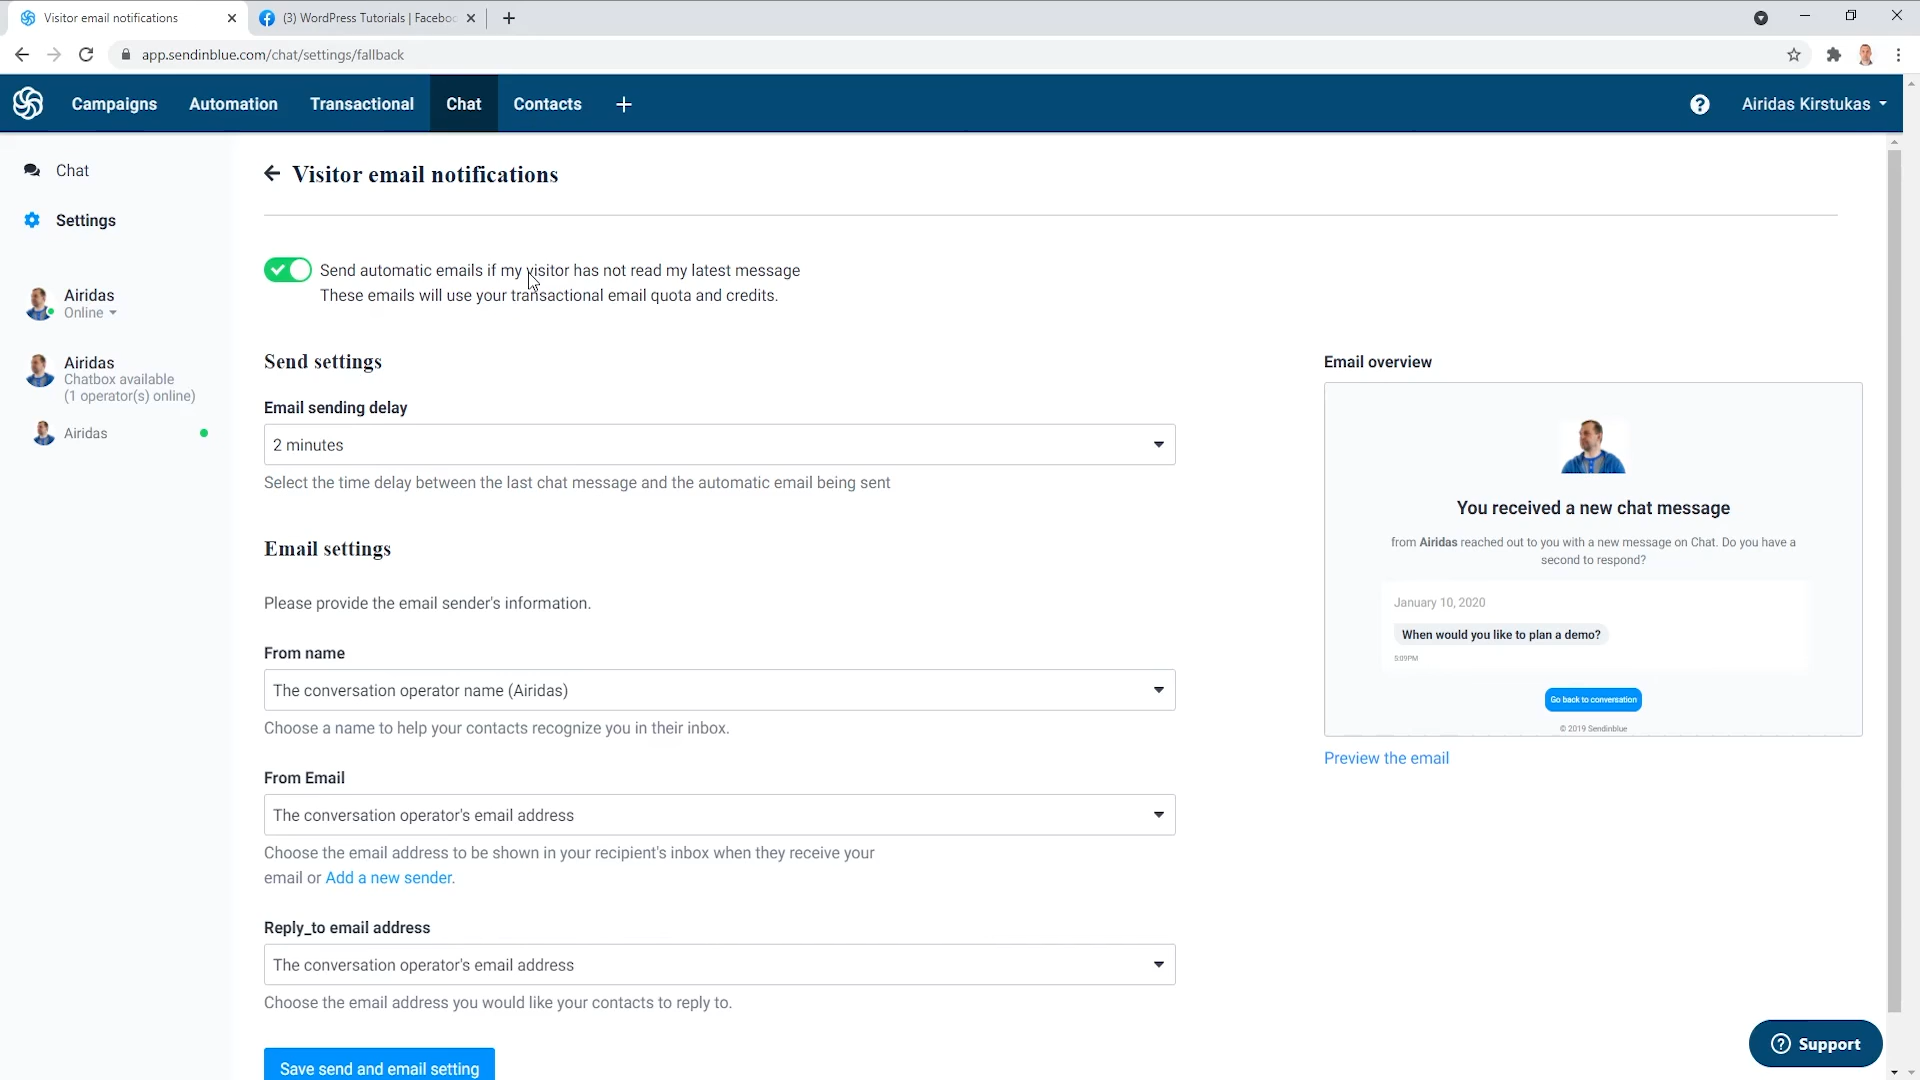 Visitor email notifications
(3) WordPress Tutorials | Faceboo
app.sendinblue.com/chat/settings/fallback
Campaigns
Automation
Transactional
Chat
Contacts
Airidas Kirstukas
Chat
Settings
Airidas
Online
Airidas
Chatbox available
(1 operator(s) online)
Airidas
Visitor email notifications
Send automatic emails if my visitor has not read my latest message
These emails will use your transactional email quota and credits.
Send settings
Email sending delay
2 minutes
Select the time delay between the last chat message and the automatic email being sent
Email settings
Please provide the email sender's information.
From name
The conversation operator name (Airidas)
Choose a name to help your contacts recognize you in their inbox.
From Email
The conversation operator's email address
Choose the email address to be shown in your recipient's inbox when they receive your
email or Add a new sender.
Reply_to email address
The conversation operator's email address
Choose the email address you would like your contacts to reply to.
Save send and email setting
Email overview
You received a new chat message
from Airidas reached out to you with a new message on Chat. Do you have a
second to respond?
January 10, 2020
When would you like to plan a demo?
5:09PM
Go back to conversation
© 2019 Sendinblue
Preview the email
Support